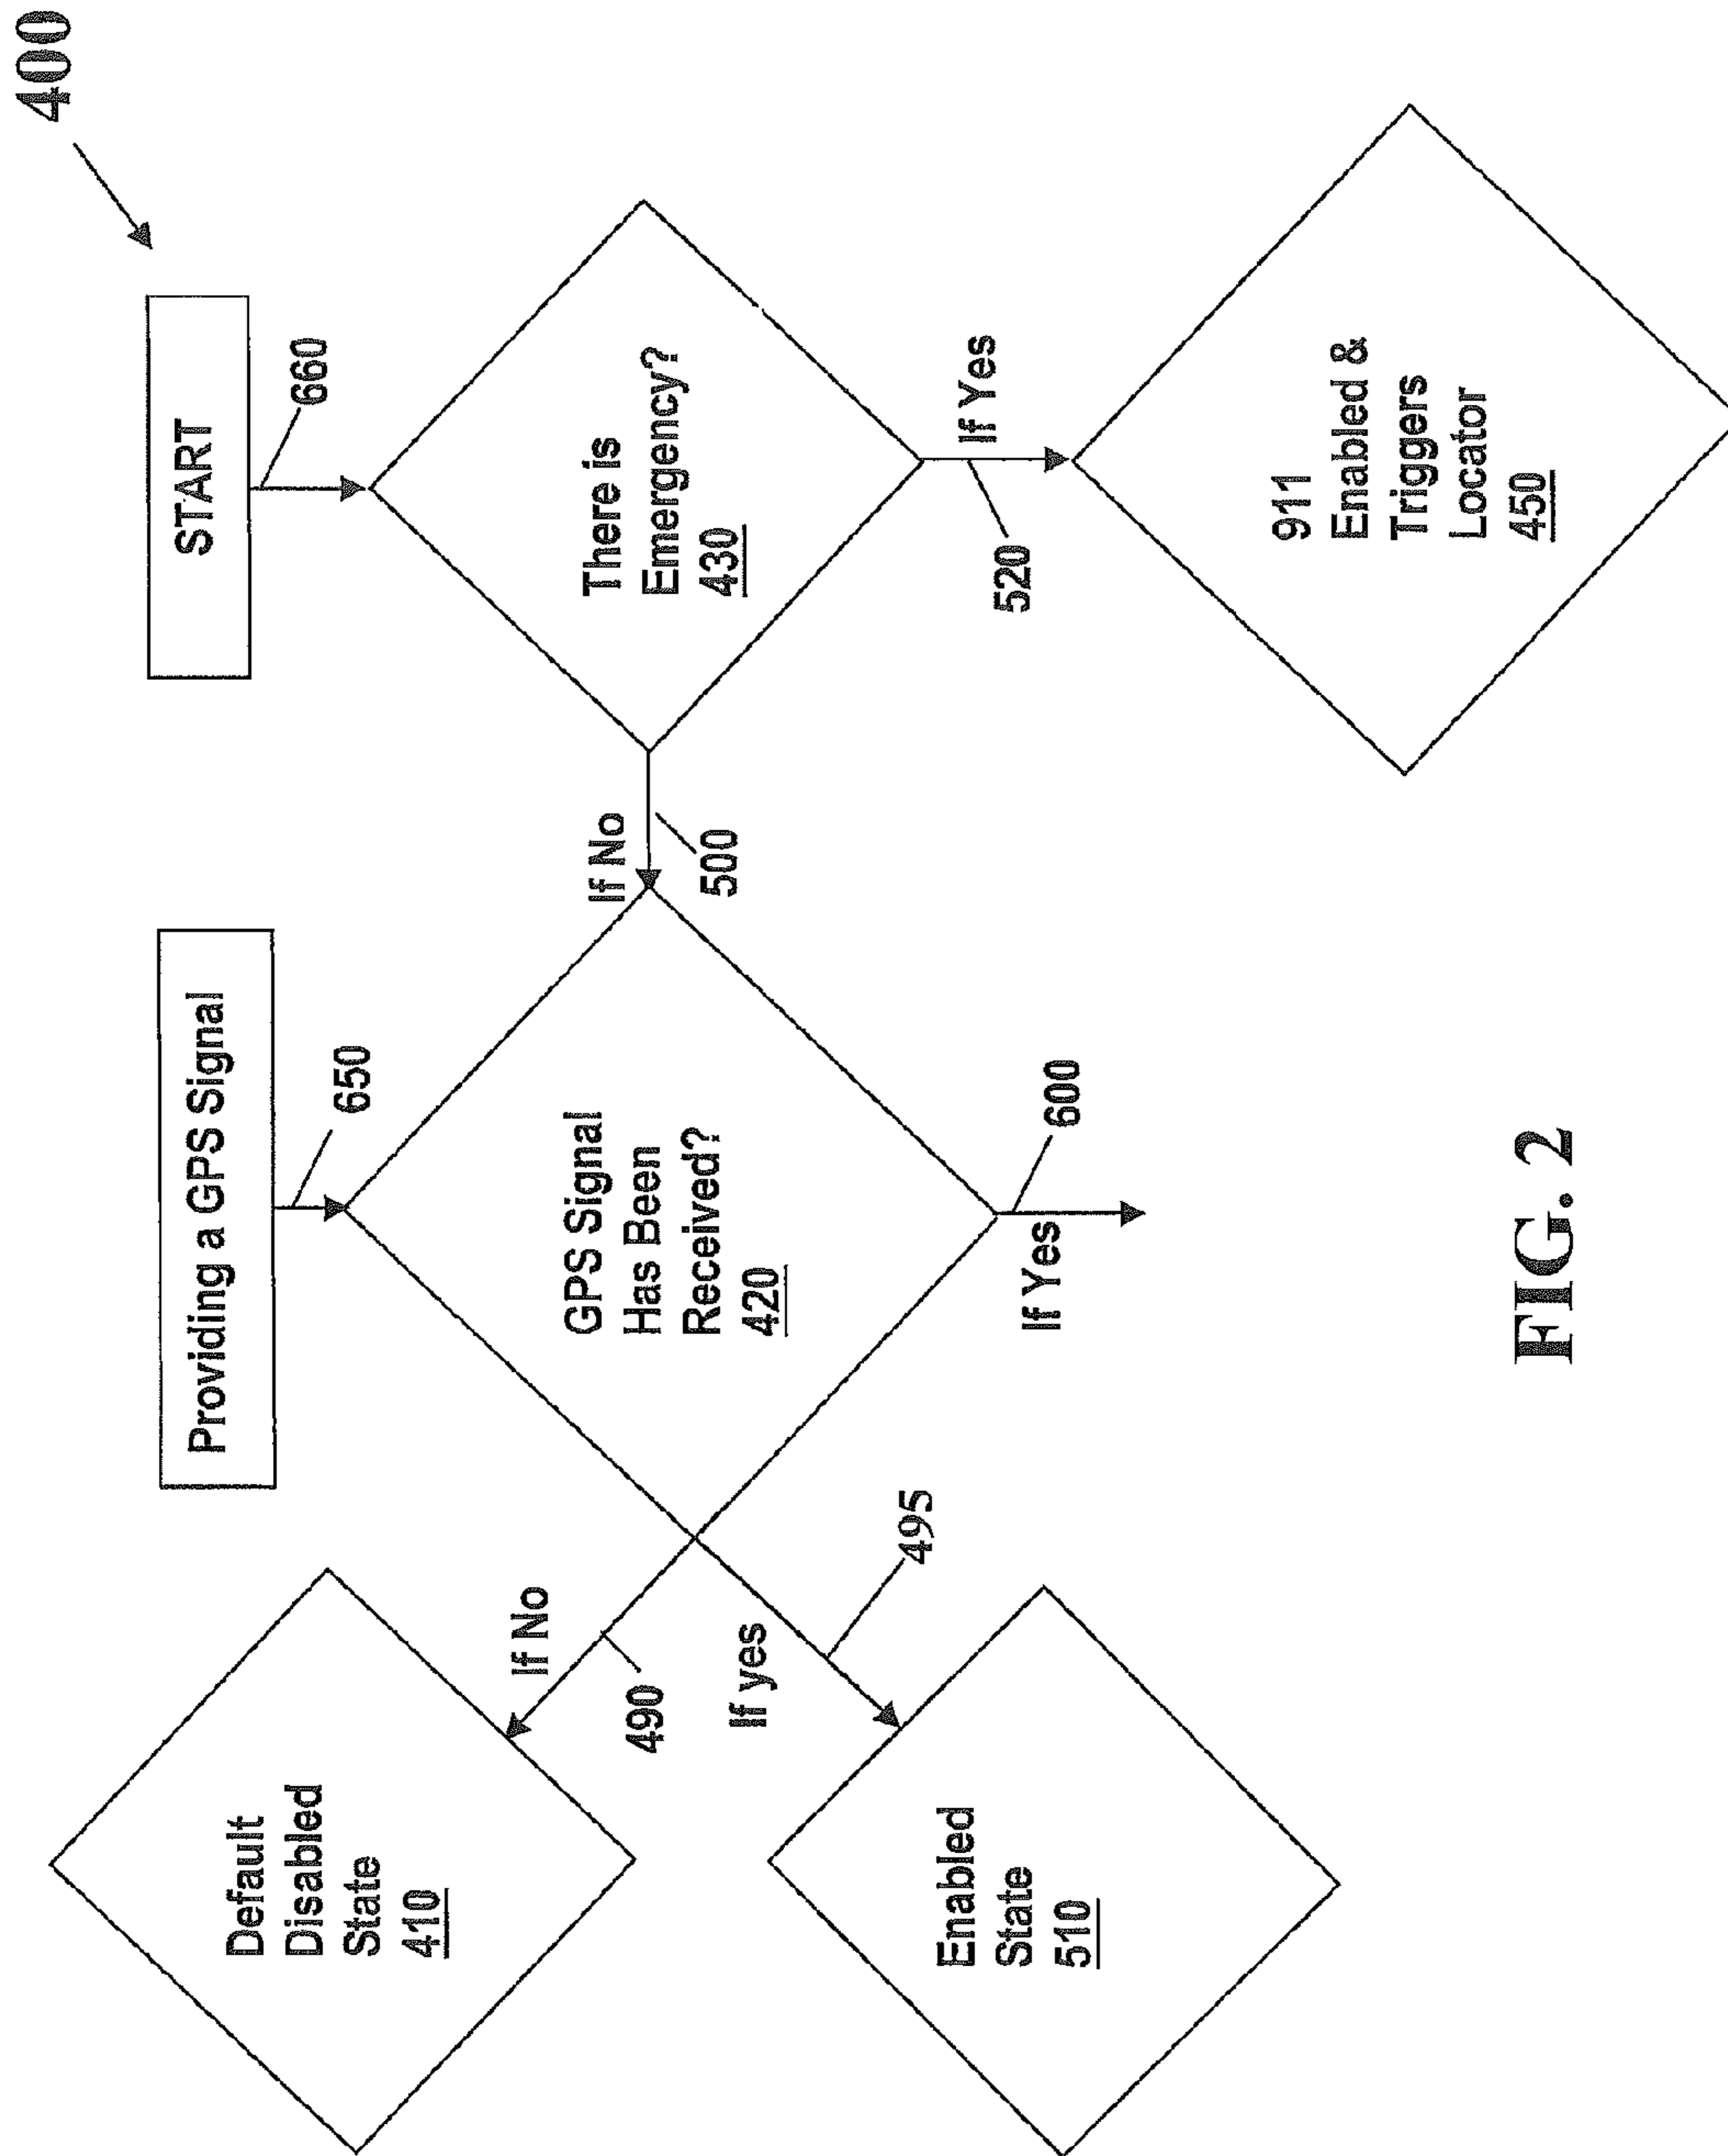 400
START
660
There is
Emergency?
430
If Yes
520
911
Enabled &
Triggers
Locator
450
If No
500
Providing a GPS Signal
650
GPS Signal
Has Been
Received?
420
If Yes
600
If No
490
If yes
495
Default
Disabled
State
410
Enabled
State
510
FIG. 2